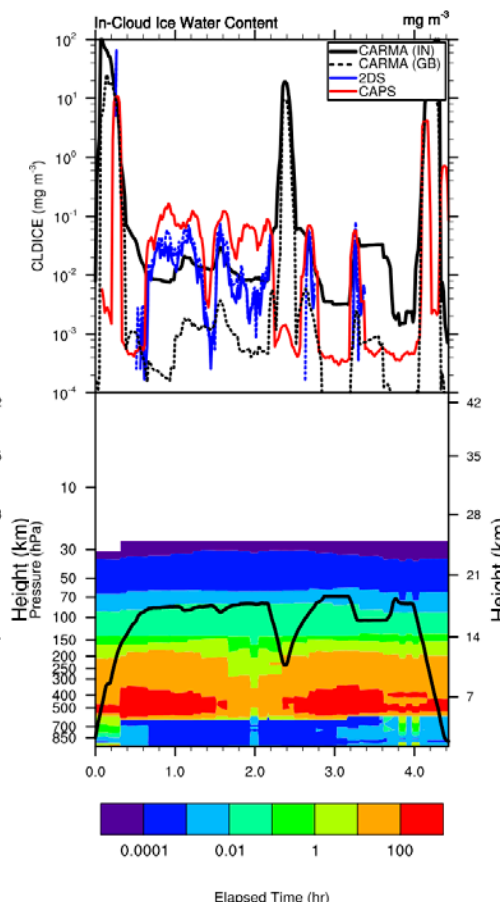 In-Cloud Ice Water Content mg m-3
CARMA (IN)
CARMA (GB)
2DS
CAPS
CLDICE (mg m-3)
10²
10¹
10⁰
10-1
10-2
10-3
10-4
Height (km)
Pressure (hPa)
10
30
50
70
100
150
200
250
300
400
500
700
850
42
35
28
21
14
7
Height (km)
0.0 1.0 2.0 3.0 4.0
0.0001 0.01 1 100
Elapsed Time (hr)